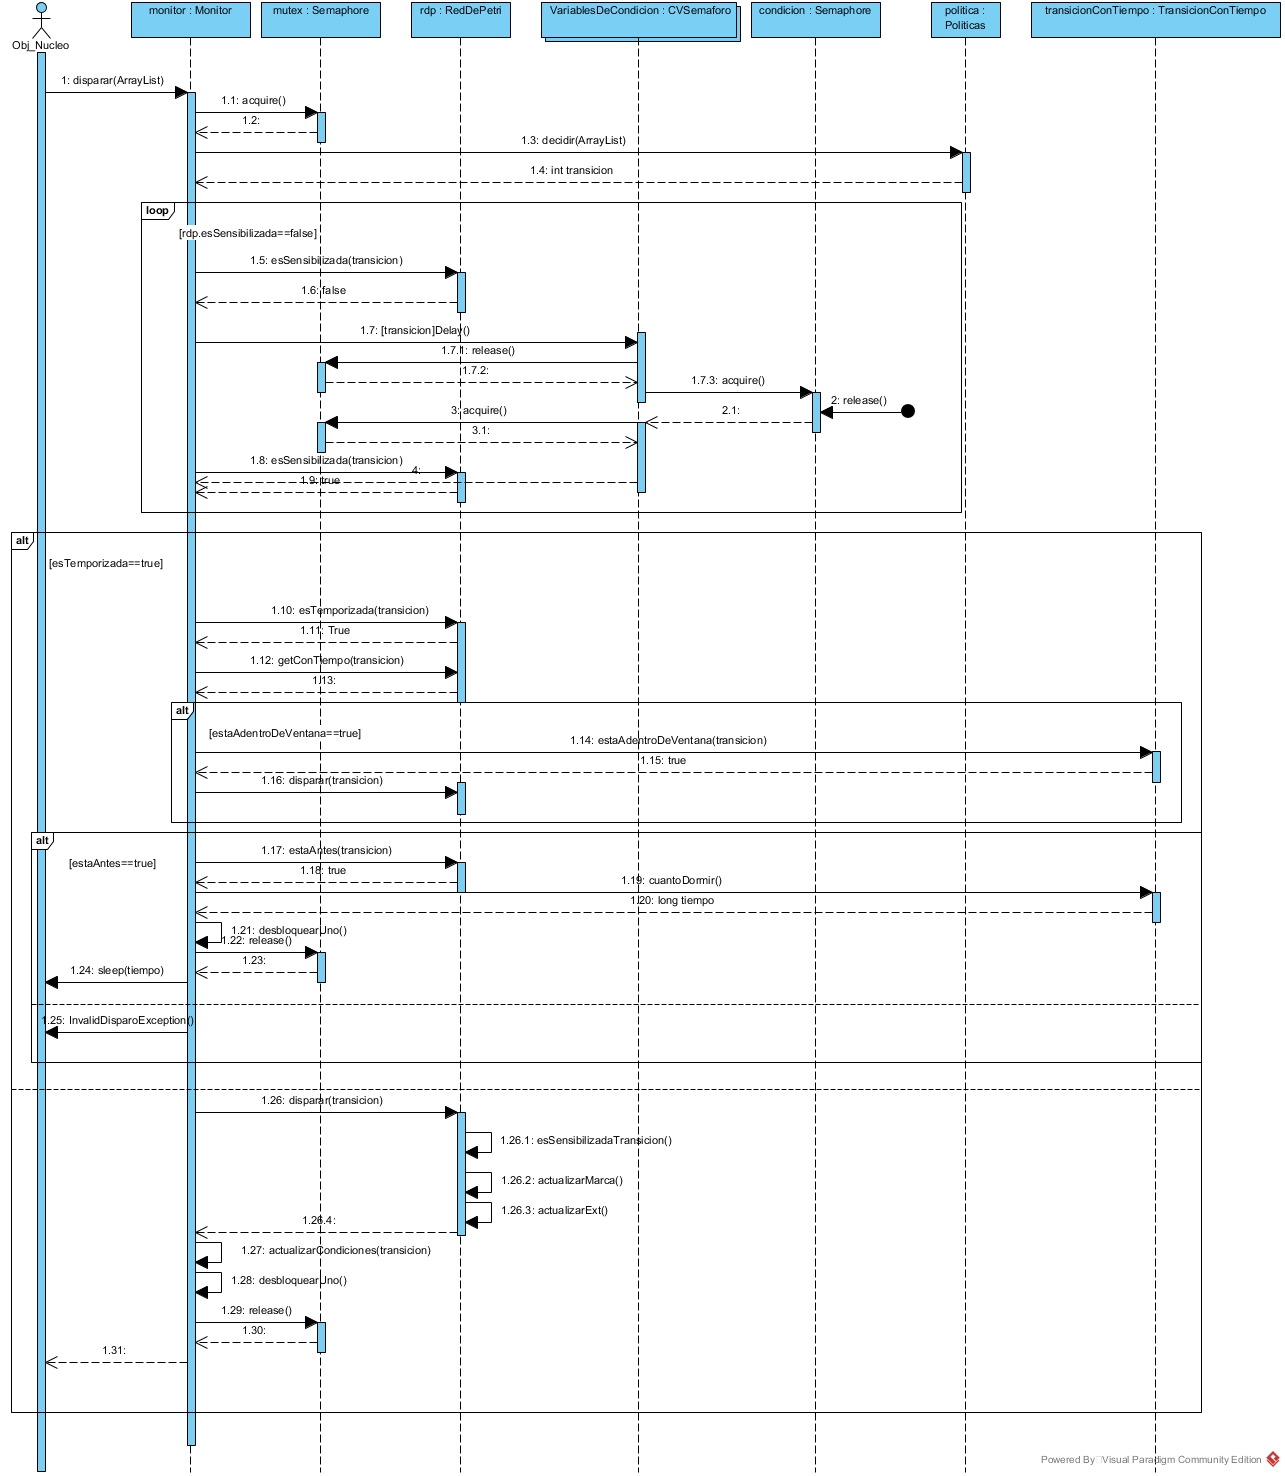 monitor : Monitor
mutex : Semaphore
rdp : RedDePetri
VariablesDeCondicion : CVSemaforo
condicion : Semaphore
politica :
Politicas
transicionConTiempo : TransicionConTiempo
Obj_Nucleo
1: disparar(ArrayList)
1.1: acquire()
1.2:
1.3: decidir(ArrayList)
1.4: int transicion
loop
[rdp.esSensibilizada==false]
1.5: esSensibilizada(transicion)
1.6: false
1.7: [transicion]Delay()
1.7.1: release()
1.7.2:
1.7.3: acquire()
2: release()
2.1:
3: acquire()
3.1:
1.8: esSensibilizada(transicion)
4:
1.9: true
alt
[esTemporizada==true]
1.10: esTemporizada(transicion)
1.11: True
1.12: getConTiempo(transicion)
1.13:
alt
[estaAdentroDeVentana==true]
1.14: estaAdentroDeVentana(transicion)
1.15: true
1.16: disparar(transicion)
alt
[estaAntes==true]
1.17: estaAntes(transicion)
1.18: true
1.19: cuantoDormir()
1.20: long tiempo
1.21: desbloquearUno()
1.22: release()
1.23:
1.24: sleep(tiempo)
1.25: InvalidDisparoException()
1.26: disparar(transicion)
1.26.1: esSensibilizadaTransicion()
1.26.2: actualizarMarca()
1.26.3: actualizarExt()
1.26.4:
1.27: actualizarCondiciones(transicion)
1.28: desbloquearUno()
1.29: release()
1.30:
1.31:
Powered By Visual Paradigm Community Edition